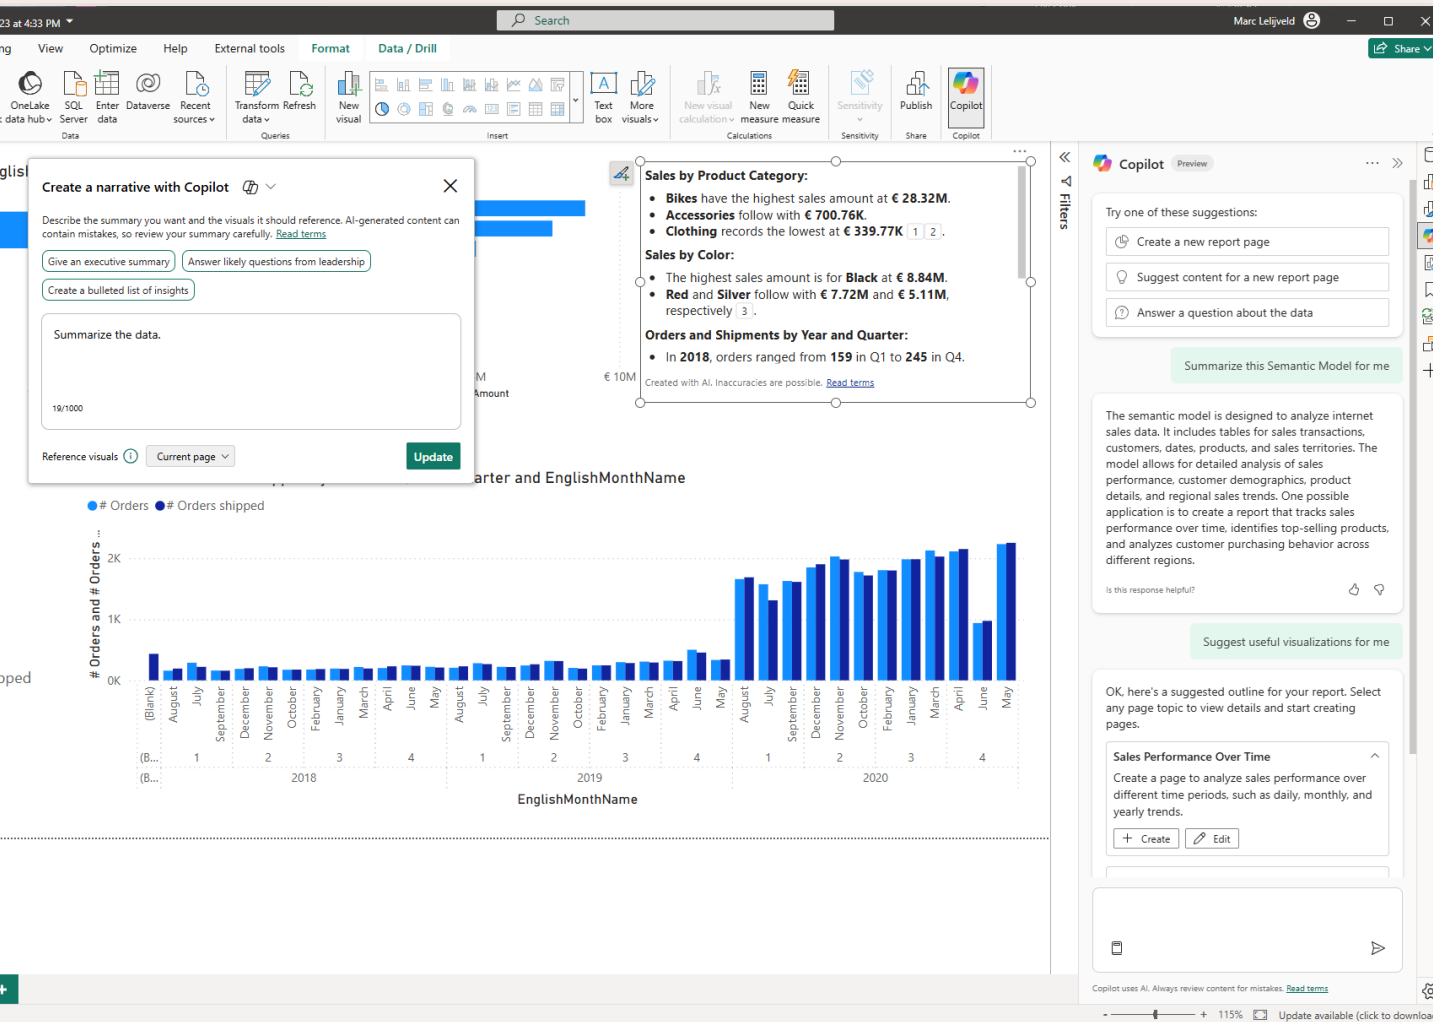 23 at 4:33 PM
Search
Marc Lelijveld
ng
View
Optimize
Help
External tools
Format
Data / Drill
Share
OneLake
data hub
SQL
Server
Enter
data
Dataverse
Recent
sources
Transform
data
Refresh
New
visual
Text
box
More
visuals
New visual
calculation
New
measure
Quick
measure
Sensitivity
Publish
Copilot
Data
Queries
Insert
Calculations
Sensitivity
Share
Copilot
glish
Create a narrative with Copilot
Describe the summary you want and the visuals it should reference. AI-generated content can
contain mistakes, so review your summary carefully. Read terms
Give an executive summary
Answer likely questions from leadership
Create a bulleted list of insights
Summarize the data.
19/1000
Reference visuals
Current page
Update
M
€ 10M
Amount
Sales by Product Category:
• Bikes have the highest sales amount at € 28.32M.
• Accessories follow with € 700.76K.
• Clothing records the lowest at € 339.77K 1 2 .
Sales by Color:
• The highest sales amount is for Black at € 8.84M.
• Red and Silver follow with € 7.72M and € 5.11M,
respectively 3 .
Orders and Shipments by Year and Quarter:
• In 2018, orders ranged from 159 in Q1 to 245 in Q4.
Created with AI. Inaccuracies are possible. Read terms
Filters
arter and EnglishMonthName
# Orders
# Orders shipped
# Orders and # Orders ...
2K
1K
0K
pped
(Blank)
August
July
September
December
November
October
February
January
March
April
June
May
August
July
September
December
November
October
February
January
March
April
June
May
August
July
September
December
November
October
February
January
March
April
June
May
(B... 1 2 3 4 1 2 3 4 1 2 3 4
(B... 2018 2019 2020
EnglishMonthName
Copilot
Preview
Try one of these suggestions:
Create a new report page
Suggest content for a new report page
Answer a question about the data
Summarize this Semantic Model for me
The semantic model is designed to analyze internet
sales data. It includes tables for sales transactions,
customers, dates, products, and sales territories. The
model allows for detailed analysis of sales
performance, customer demographics, product
details, and regional sales trends. One possible
application is to create a report that tracks sales
performance over time, identifies top-selling products,
and analyzes customer purchasing behavior across
different regions.
Is this response helpful?
Suggest useful visualizations for me
OK, here's a suggested outline for your report. Select
any page topic to view details and start creating
pages.
Sales Performance Over Time
Create a page to analyze sales performance over
different time periods, such as daily, monthly, and
yearly trends.
+ Create
Edit
Copilot uses AI. Always review content for mistakes. Read terms
- + 115%
Update available (click to downloa